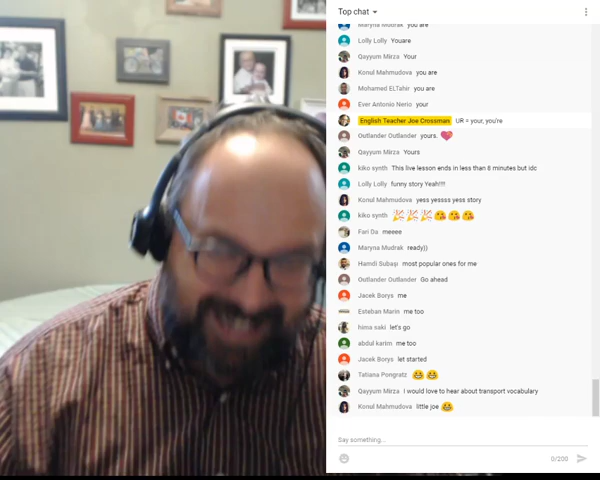 Top chat
Maryna Mudrak you are
Lolly Lolly Youare
Qayyum Mirza Your
Konul Mahmudova you are
Mohamed ELTahir you are
Ever Antonio Nerio your
English Teacher Joe Crossman UR = your, you're
Outlander Outlander yours.
Qayyum Mirza Yours
kiko synth This live lesson ends in less than 8 minutes but idc
Lolly Lolly funny story Yeah!!!!
Konul Mahmudova yess yessss yess story
kiko synth
Fari Da meeee
Maryna Mudrak ready))
Hamdi Subaşı most popular ones for me
Outlander Outlander Go ahead
Jacek Borys me
Esteban Marin me too
hima saki let's go
abdul karim me too
Jacek Borys let started
Tatiana Pongratz
Qayyum Mirza I would love to hear about transport vocabulary
Konul Mahmudova little joe
Say something...
0/200